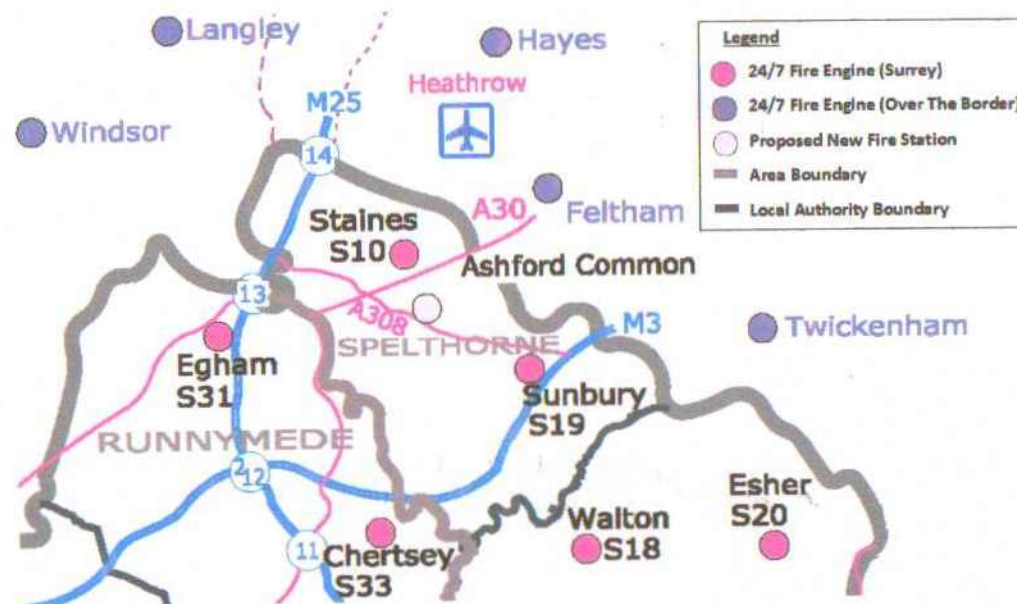 Langley
Hayes
Heathrow
M25
Windsor
14
Feltham
A30
Staines
S10
Ashford Common
13
A308
M3
Twickenham
SPELTHORNE
Egham
S31
Sunbury
S19
RUNNYMEDE
2
12
Esher
S20
Walton
S18
11
Chertsey
S33
Legend
24/7 Fire Engine (Surrey)
24/7 Fire Engine (Over The Border)
Proposed New Fire Station
Area Boundary
Local Authority Boundary